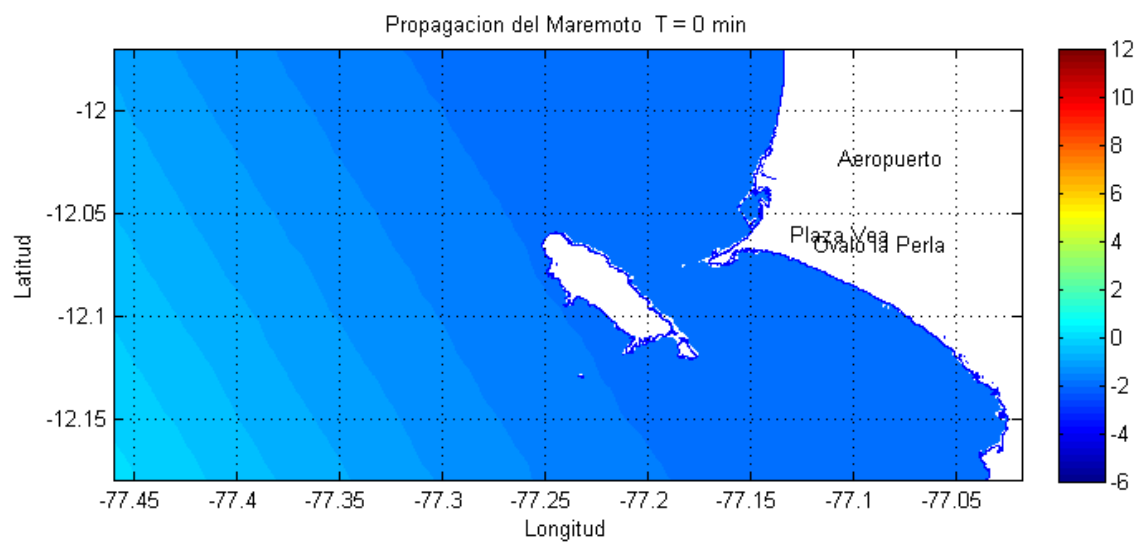 Propagacion del Maremoto T = 0 min
Latitud
-12
-12.05
-12.1
-12.15
Aeropuerto
Plaza Vea
Ovalo la Perla
12
10
8
6
4
2
0
-2
-4
-6
-77.45 -77.4 -77.35 -77.3 -77.25 -77.2 -77.15 -77.1 -77.05
Longitud